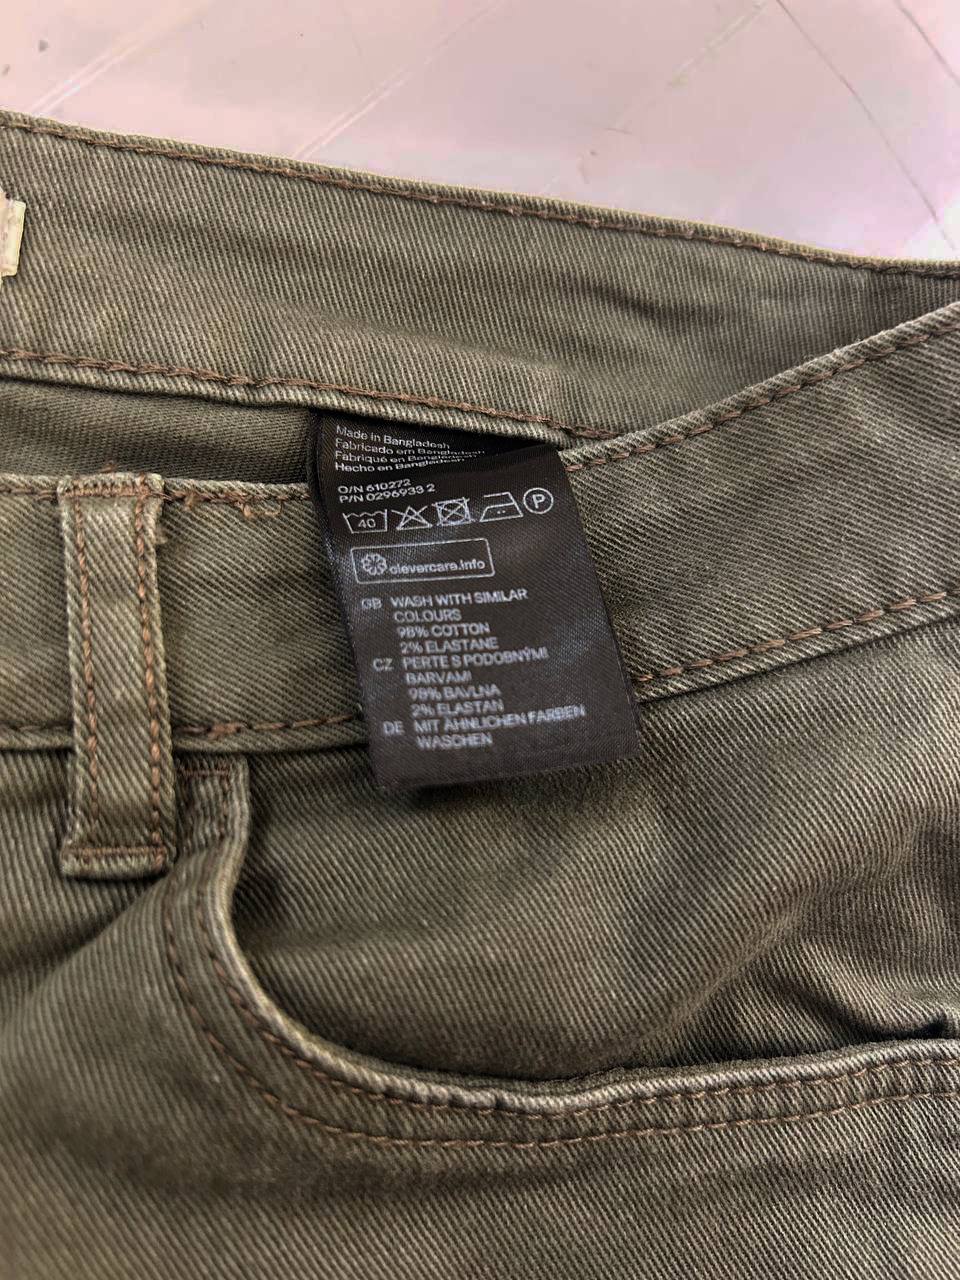 Made in Bangladesh
Fabricado em Bangladesh
Fabriqué en Bangladesh
Hecho en Bangladesh
O/N 610272
P/N 0296933 2
40 P
clevercare.info
GB WASH WITH SIMILAR
COLOURS
98% COTTON
2% ELASTANE
CZ PERTE S PODOBNÝMI
BARVAMI
98% BAVLNA
2% ELASTAN
DE MIT ÄHNLICHEN FARBEN
WASCHEN